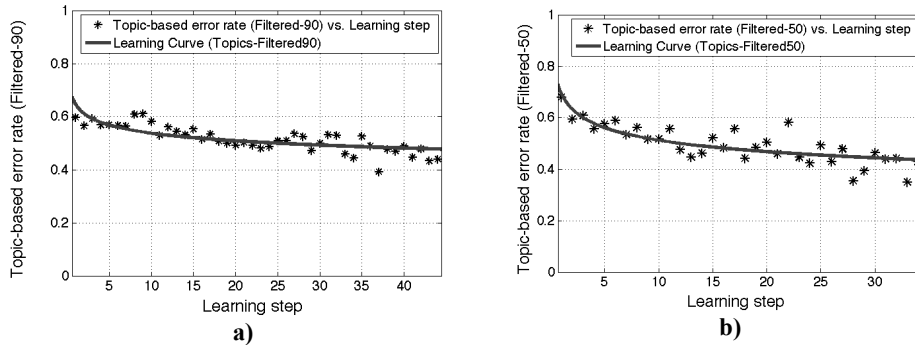 Topic-based error rate (Filtered-90) vs. Learning step
Learning Curve (Topics-Filtered90)
Topic-based error rate (Filtered-90)
1
0.8
0.6
0.4
0.2
0
5 10 15 20 25 30 35 40
Learning step
a)
Topic-based error rate (Filtered-50) vs. Learning step
Learning Curve (Topics-Filtered50)
Topic-based error rate (Filtered-50)
1
0.8
0.6
0.4
0.2
0
5 10 15 20 25 30
Learning step
b)